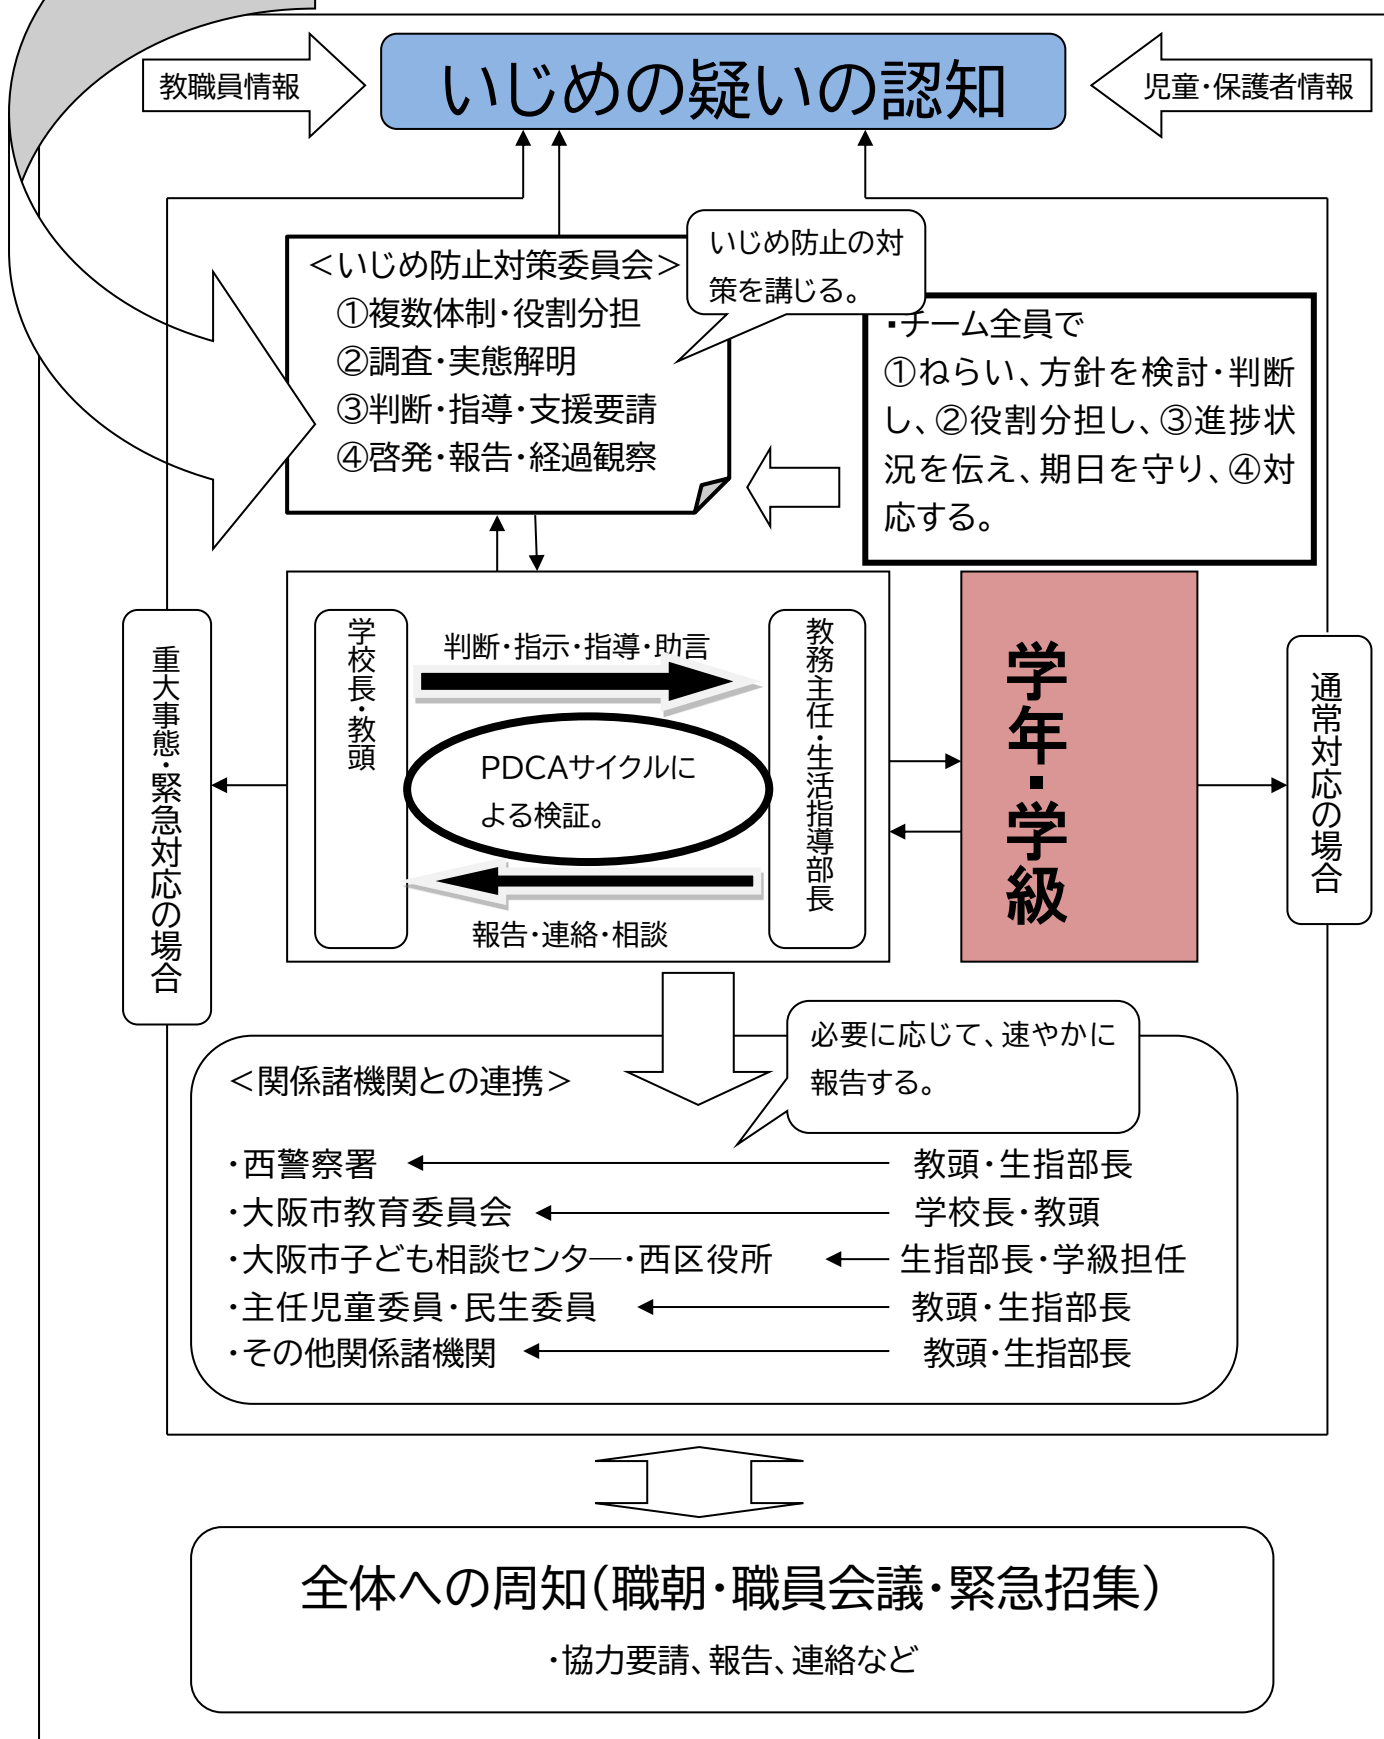 教職員情報
いじめの疑いの認知
児童・保護者情報
いじめ防止の対
策を講じる。
＜いじめ防止対策委員会＞
①複数体制・役割分担
②調査・実態解明
③判断・指導・支援要請
④啓発・報告・経過観察
・チーム全員で
①ねらい、方針を検討・判断
し、②役割分担し、③進捗状
況を伝え、期日を守り、④対
応する。
重大事態・緊急対応の場合
学校長・教頭
判断・指示・指導・助言
PDCAサイクルに
よる検証。
報告・連絡・相談
教務主任・生活指導部長
学年・学級
通常対応の場合
必要に応じて、速やかに
報告する。
＜関係諸機関との連携＞
・西警察署 教頭・生指部長
・大阪市教育委員会 学校長・教頭
・大阪市子ども相談センター・西区役所 生指部長・学級担任
・主任児童委員・民生委員 教頭・生指部長
・その他関係諸機関 教頭・生指部長
全体への周知（職朝・職員会議・緊急招集）
・協力要請、報告、連絡など